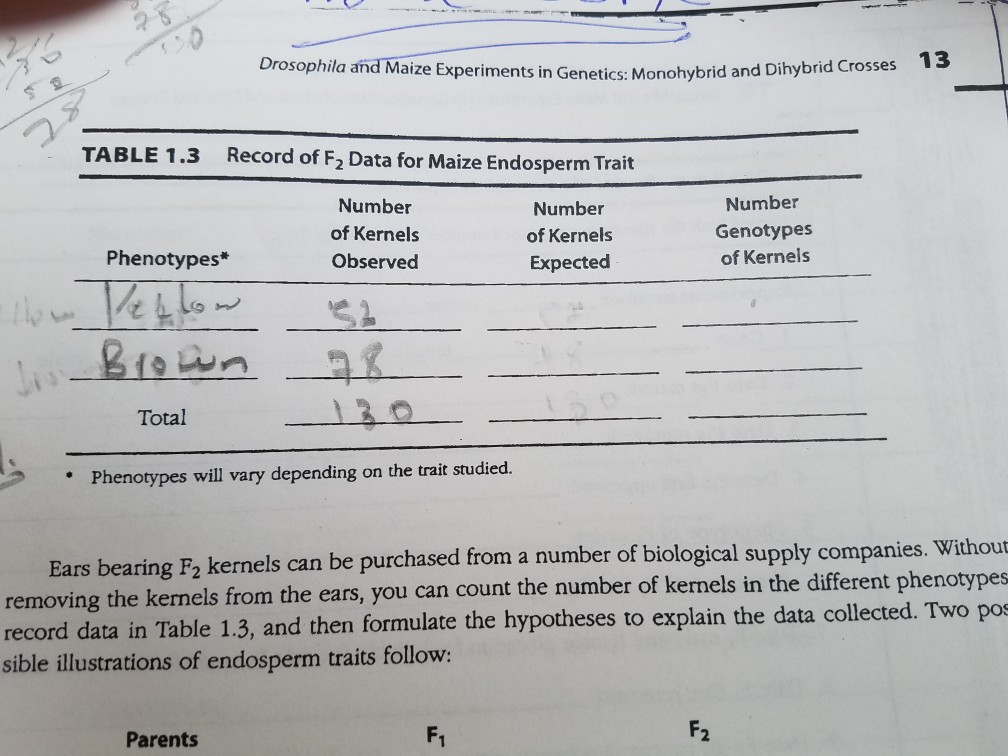 78
130
28
Drosophila and Maize Experiments in Genetics: Monohybrid and Dihybrid Crosses 13
TABLE 1.3 Record of F₂ Data for Maize Endosperm Trait
Phenotypes* Number of Kernels Observed Number of Kernels Expected Number Genotypes of Kernels
Yellow 52
Brown 78
Total 130 130
* Phenotypes will vary depending on the trait studied.
Ears bearing F₂ kernels can be purchased from a number of biological supply companies. Without
removing the kernels from the ears, you can count the number of kernels in the different phenotypes
record data in Table 1.3, and then formulate the hypotheses to explain the data collected. Two pos
sible illustrations of endosperm traits follow:
Parents F₁ F₂